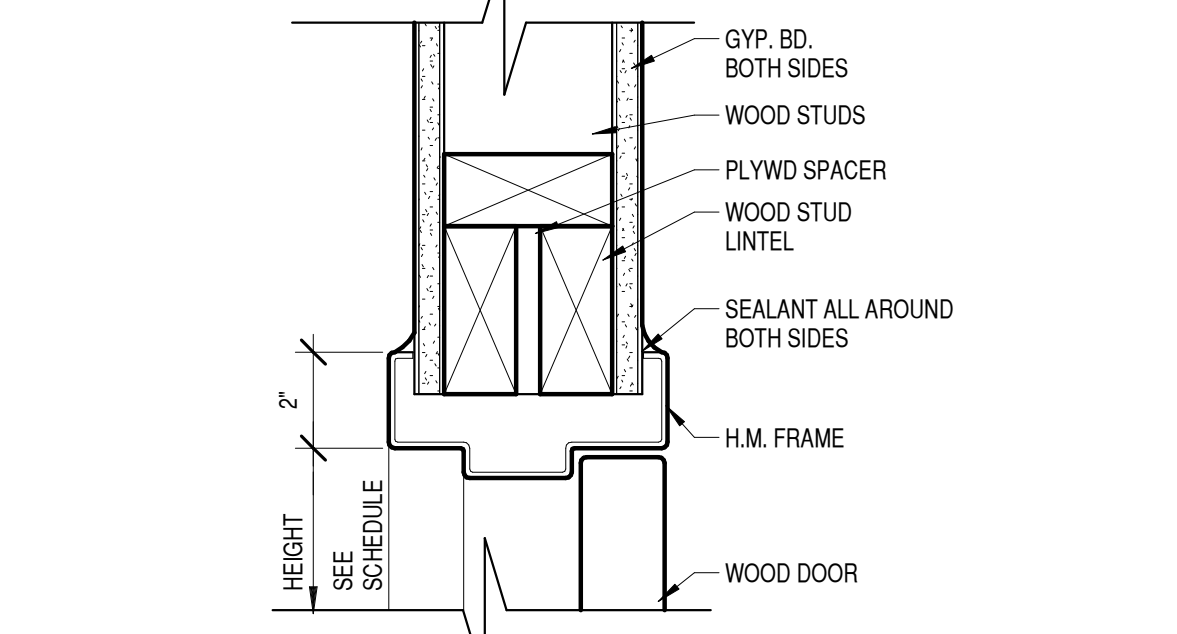 GYP. BD.
BOTH SIDES
WOOD STUDS
PLYWD SPACER
WOOD STUD
LINTEL
SEALANT ALL AROUND
BOTH SIDES
2"
H.M. FRAME
HEIGHT
SEE
SCHEDULE
WOOD DOOR